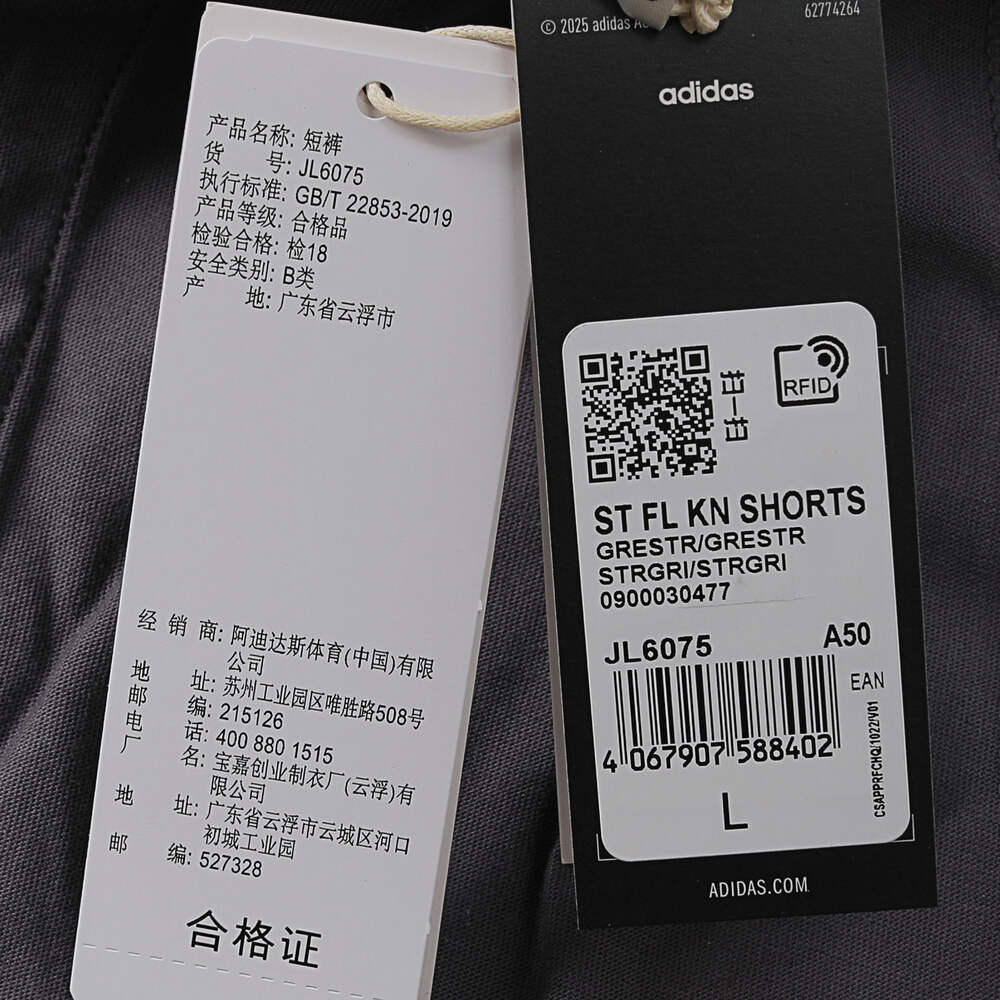 产品名称: 短裤
货 号: JL6075
执行标准: GB/T 22853-2019
产品等级: 合格品
检验合格: 检18
安全类别: B类
产 地: 广东省云浮市
经 销 商: 阿迪达斯体育(中国)有限
公司
地 址: 苏州工业园区唯胜路508号
邮 编: 215126
电 话: 400 880 1515
厂 名: 宝嘉创业制衣厂(云浮)有
限公司
地 址: 广东省云浮市云城区河口
初城工业园
邮 编: 527328
合格证
© 2025 adidas
62774264
adidas
RFID
ST FL KN SHORTS
GRESTR/GRESTR
STRGRI/STRGRI
0900030477
JL6075 A50
EAN
4 067907 588402
CSAPPRFCHQ/1022/V01
L
ADIDAS.COM